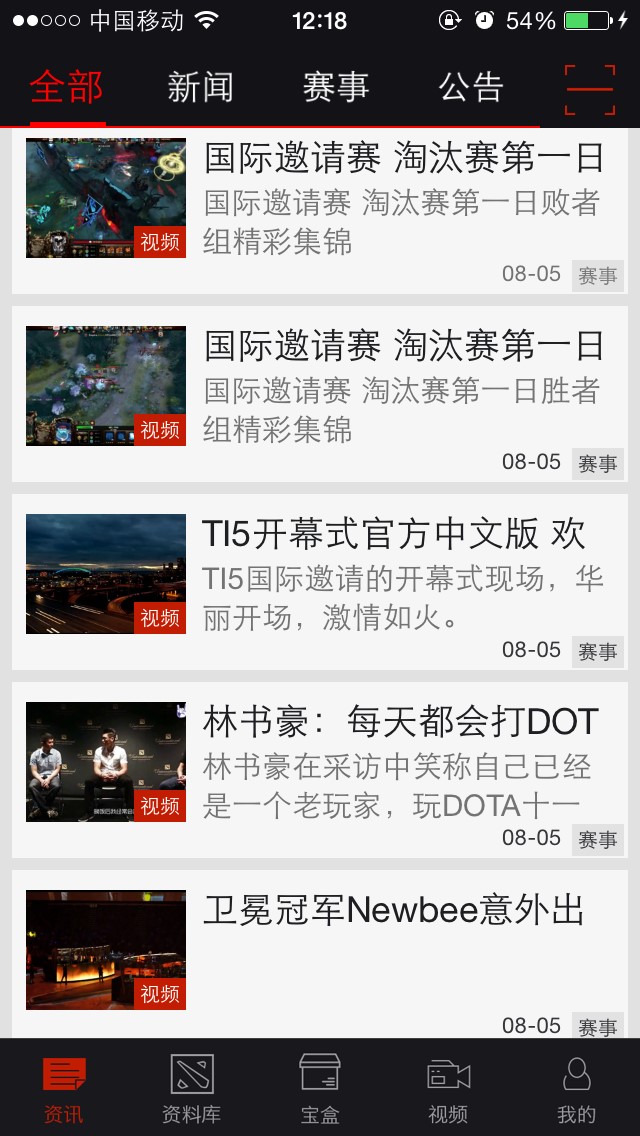 中国移动 12:18 54%
全部 新闻 赛事 公告
国际邀请赛 淘汰赛第一日
国际邀请赛 淘汰赛第一日败者
组精彩集锦
视频
08-05 赛事
国际邀请赛 淘汰赛第一日
国际邀请赛 淘汰赛第一日胜者
组精彩集锦
视频
08-05 赛事
TI5开幕式官方中文版 欢
TI5国际邀请的开幕式现场，华
丽开场，激情如火。
视频
08-05 赛事
林书豪：每天都会打DOT
林书豪在采访中笑称自己已经
是一个老玩家，玩DOTA十一
视频
08-05 赛事
卫冕冠军Newbee意外出
视频
08-05 赛事
资讯 资料库 宝盒 视频 我的